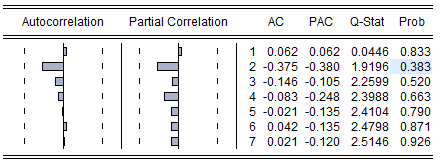 Autocorrelation Partial Correlation AC PAC Q-Stat Prob
1 0.062 0.062 0.0446 0.833
2 -0.375 -0.380 1.9196 0.383
3 -0.146 -0.105 2.2599 0.520
4 -0.083 -0.248 2.3988 0.663
5 -0.021 -0.135 2.4104 0.790
6 0.042 -0.135 2.4798 0.871
7 0.021 -0.120 2.5146 0.926